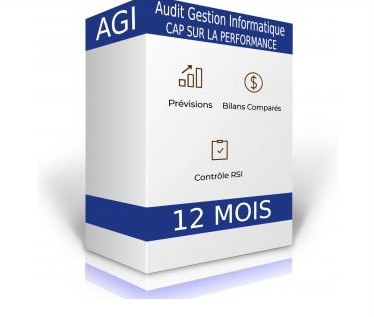 AGI
Audit Gestion Informatique
CAP SUR LA PERFORMANCE
Prévisions
Bilans Comparés
$
Contrôle RSI
12 MOIS